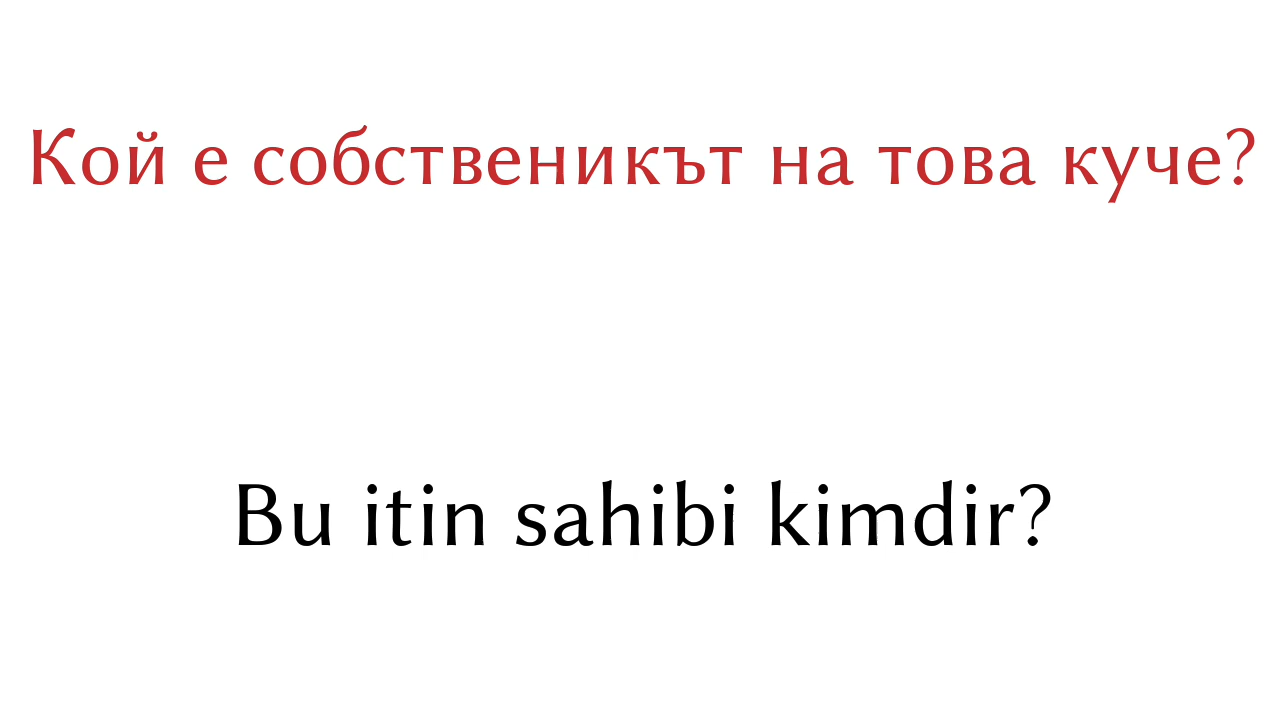 Кой е собственикът на това куче?
Bu itin sahibi kimdir?